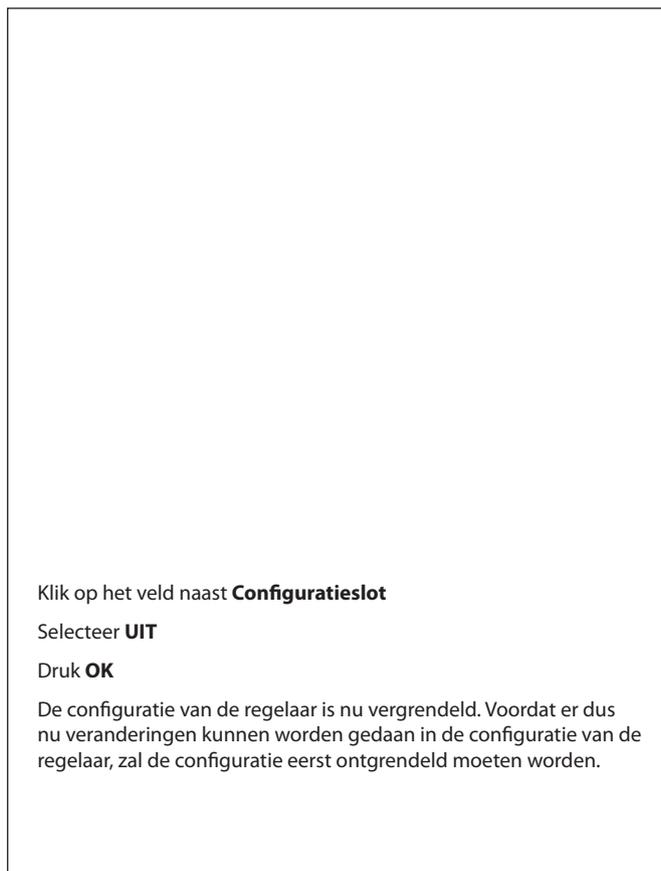 Klik op het veld naast Configuratieslot
Selecteer UIT
Druk OK
De configuratie van de regelaar is nu vergrendeld. Voordat er dus
nu veranderingen kunnen worden gedaan in de configuratie van de
regelaar, zal de configuratie eerst ontgrendeld moeten worden.